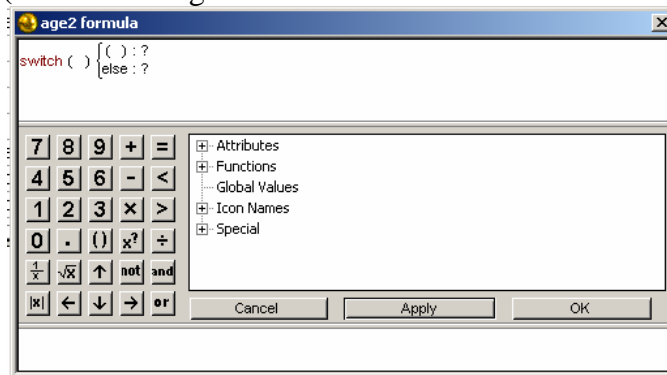 age2 formula
switch ( ) { ( ) : ?
else : ?
7 8 9 + =
4 5 6 - <
1 2 3 × >
0 . () x? ÷
1/x √x ↑ not and
|x| ← ↓ → or
Attributes
Functions
Global Values
Icon Names
Special
Cancel Apply OK